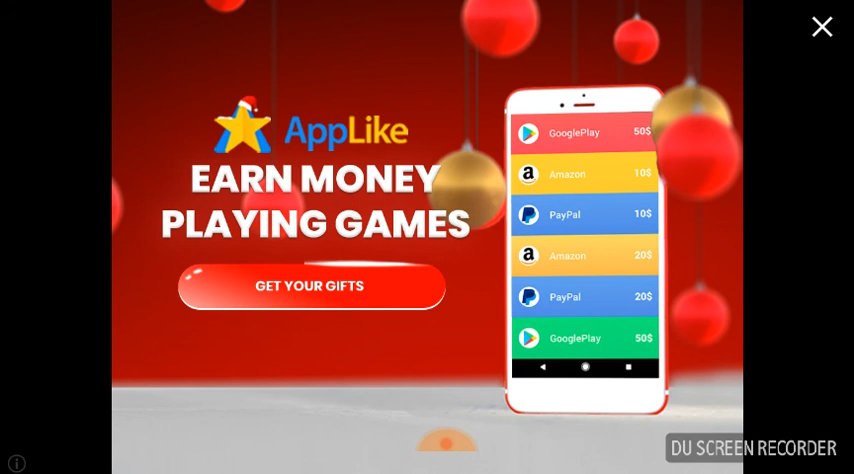 AppLike
EARN MONEY
PLAYING GAMES
GET YOUR GIFTS
GooglePlay 50$
Amazon 10$
PayPal 10$
Amazon 20$
PayPal 20$
GooglePlay 50$
DU SCREEN RECORDER